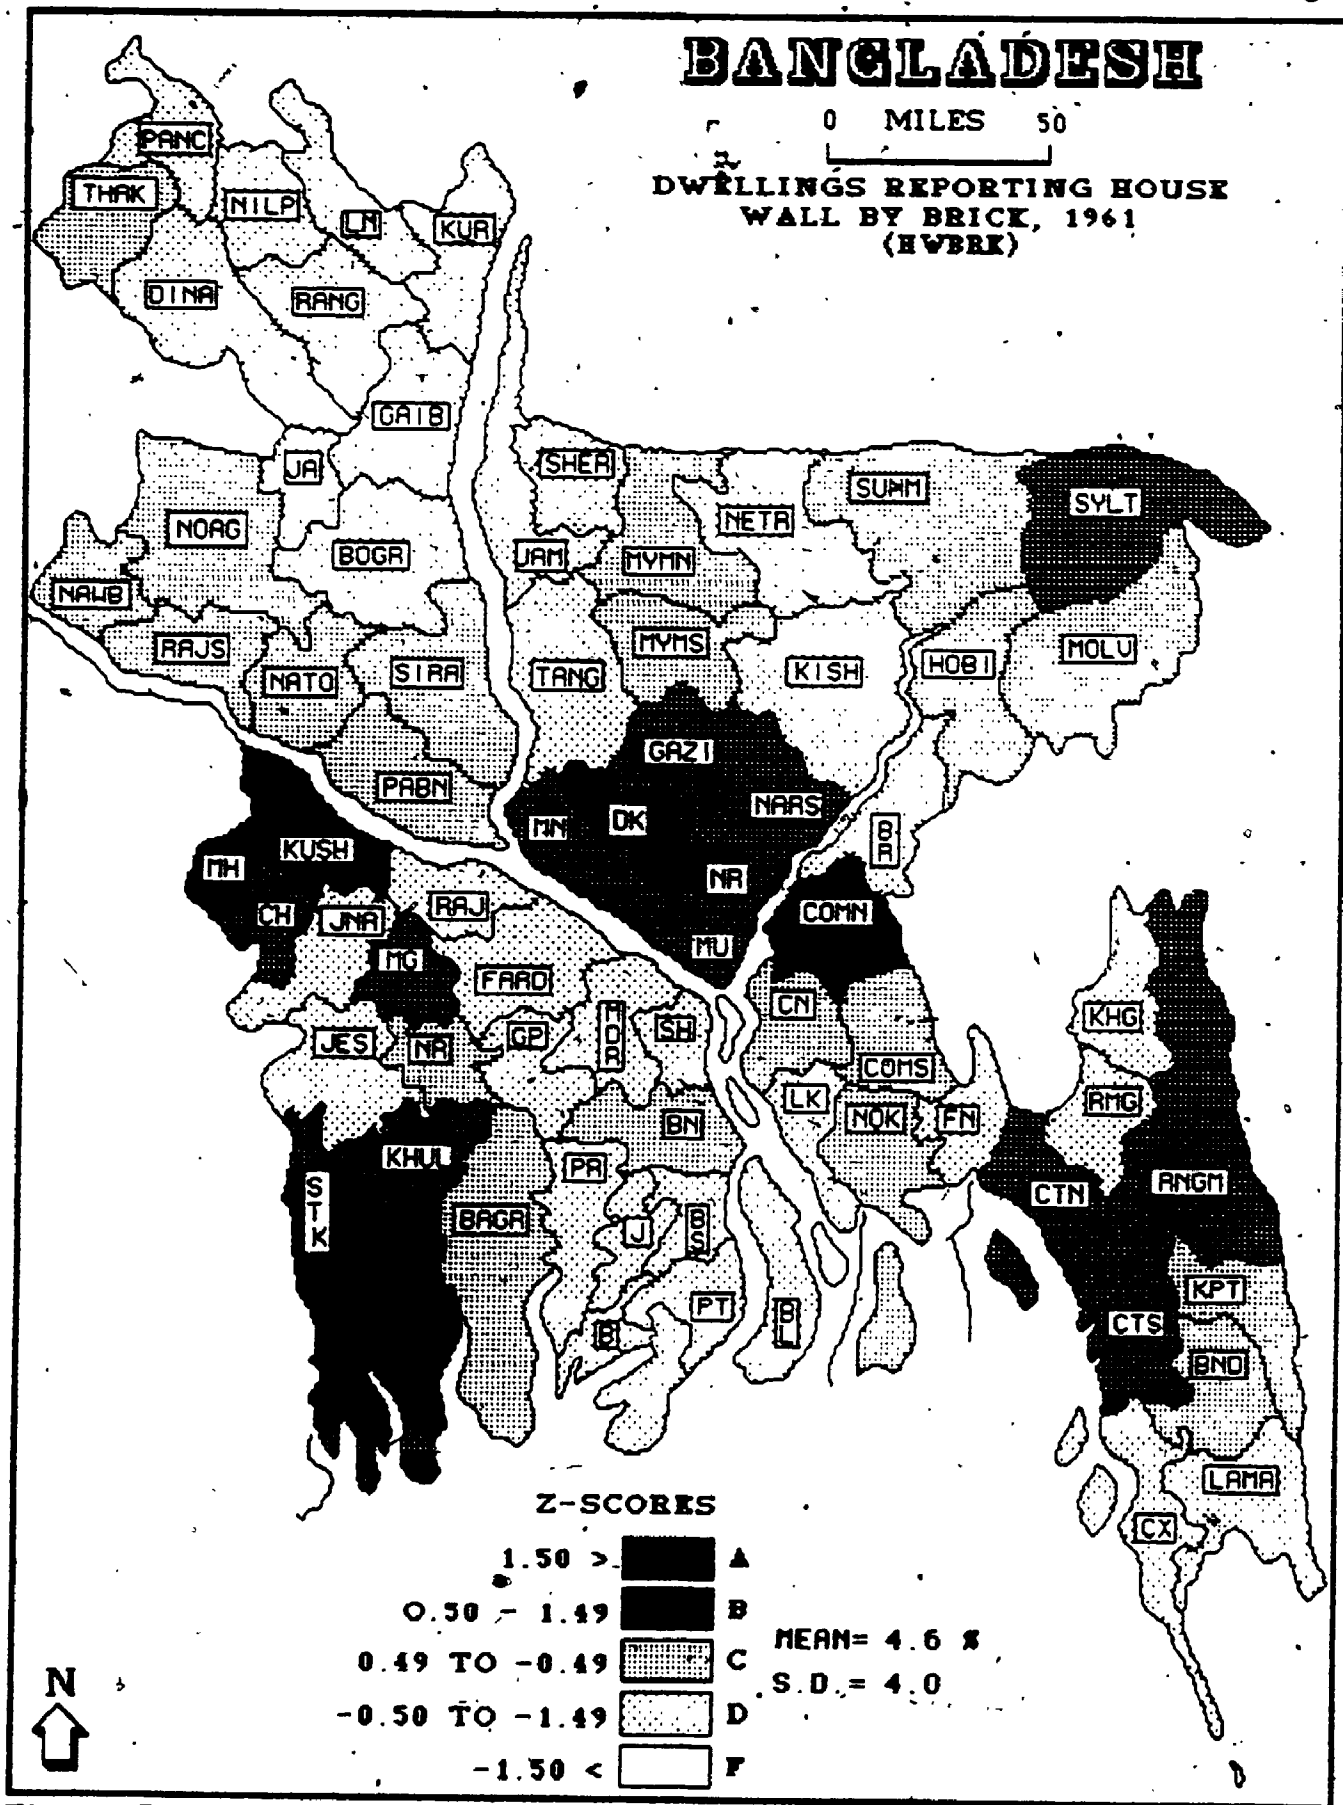 BANGLADESH
0 MILES 50
DWELLINGS REPORTING HOUSE
WALL BY BRICK, 1961
(HWBRK)
PANC
THAK
NILP
LN
KUR
DINA
RANG
GAIB
JA
SHER
SUNM
SYLT
NOAG
BOGR
NETR
JAM
MYMN
NAWB
RAJS
NATO
SIRA
TANG
MYMS
KISH
HOBI
MOLV
GAZI
PABN
MN
DK
NARS
BR
KUSH
MH
NR
CH
JNA
RAJ
COMN
MG
MU
FARD
CN
KHG
JES
NR
GP
MDR
SH
COMS
LK
NOK
FN
RMG
BN
KHUL
PR
STK
CTN
RNGM
BAGR
J
BS
KPT
PT
BL
CTS
B
BND
LAMA
CX
Z-SCORES
1.50 > A
0.50 - 1.49 B
0.49 TO -0.49 C
-0.50 TO -1.49 D
-1.50 < F
MEAN= 4.6 %
S.D.= 4.0
N